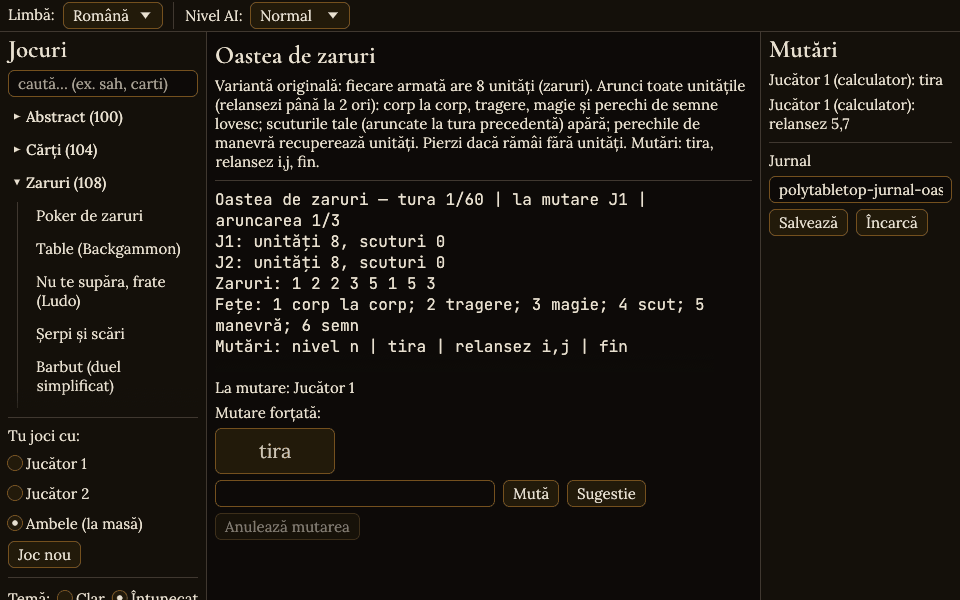 Limbă: Română ▼ Nivel AI: Normal ▼
Jocuri
caută... (ex. sah, carti)
▸ Abstract (100)
▸ Cărți (104)
▾ Zaruri (108)
Poker de zaruri
Table (Backgammon)
Nu te supăra, frate
(Ludo)
Șerpi și scări
Barbut (duel
simplificat)
Tu joci cu:
Jucător 1
Jucător 2
Ambele (la masă)
Joc nou
Temă: Clar Întunecat
Oastea de zaruri
Variantă originală: fiecare armată are 8 unități (zaruri). Arunci toate unitățile
(relansezi până la 2 ori): corp la corp, tragere, magie și perechi de semne
lovesc; scuturile tale (aruncate la tura precedentă) apără; perechile de
manevră recuperează unități. Pierzi dacă rămâi fără unități. Mutări: tira,
relansez i,j, fin.
Oastea de zaruri — tura 1/60 | la mutare J1 |
aruncarea 1/3
J1: unități 8, scuturi 0
J2: unități 8, scuturi 0
Zaruri: 1 2 2 3 5 1 5 3
Fețe: 1 corp la corp; 2 tragere; 3 magie; 4 scut; 5
manevră; 6 semn
Mutări: nivel n | tira | relansez i,j | fin
La mutare: Jucător 1
Mutare forțată:
tira
Mută Sugestie
Anulează mutarea
Mutări
Jucător 1 (calculator): tira
Jucător 1 (calculator):
relansez 5,7
Jurnal
polytabletop-jurnal-oas
Salvează Încarcă